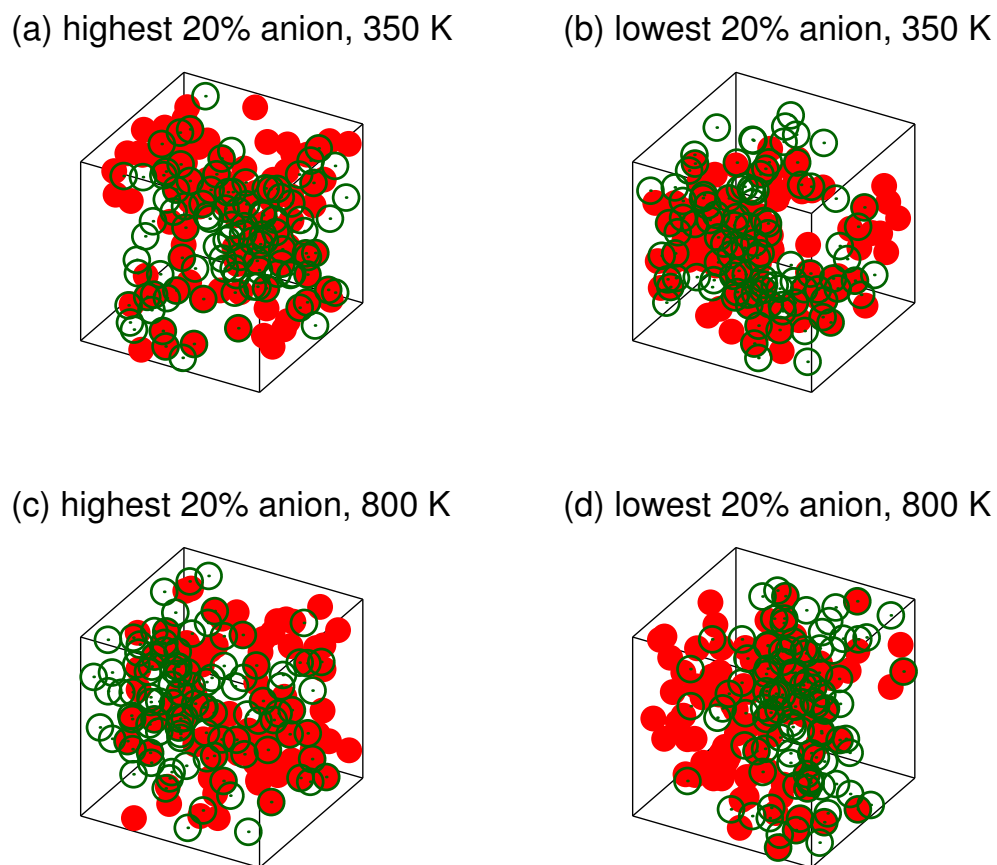 (a) highest 20% anion, 350 K
(b) lowest 20% anion, 350 K
(c) highest 20% anion, 800 K
(d) lowest 20% anion, 800 K